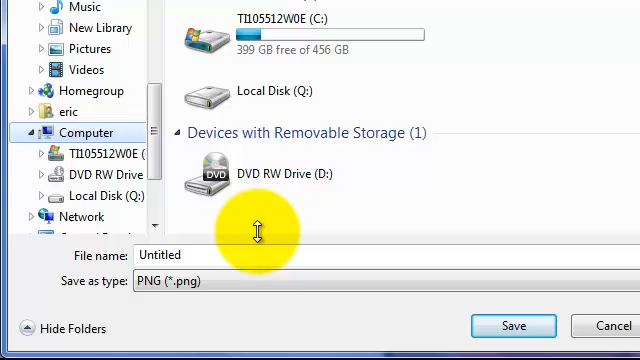 Music
New Library
Pictures
Videos
Homegroup
eric
Computer
TI105512W0E (
DVD RW Drive
Local Disk (Q:)
Network
TI105512W0E (C:)
399 GB free of 456 GB
Local Disk (Q:)
Devices with Removable Storage (1)
DVD
DVD RW Drive (D:)
File name: Untitled
Save as type: PNG (*.png)
Hide Folders
Save
Cancel